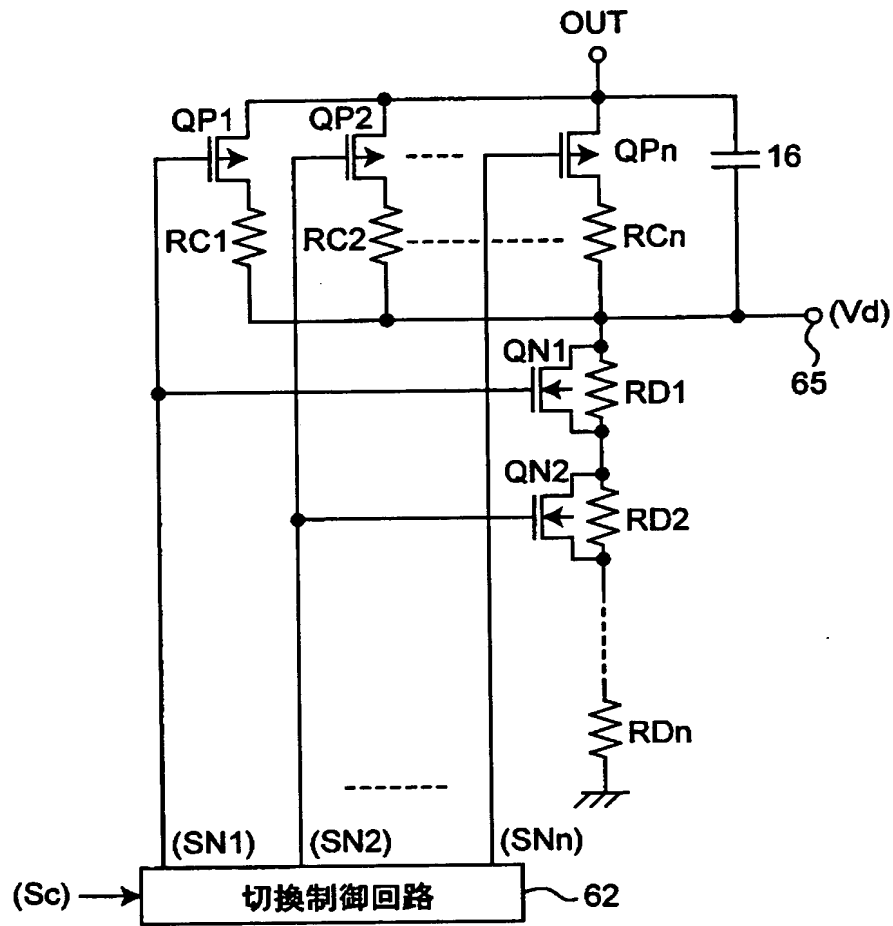 OUT
QP1
QP2
QPn
16
RC1
RC2
RCn
(Vd)
65
QN1
RD1
QN2
RD2
RDn
(SN1)
(SN2)
(SNn)
(Sc)
切換制御回路
62